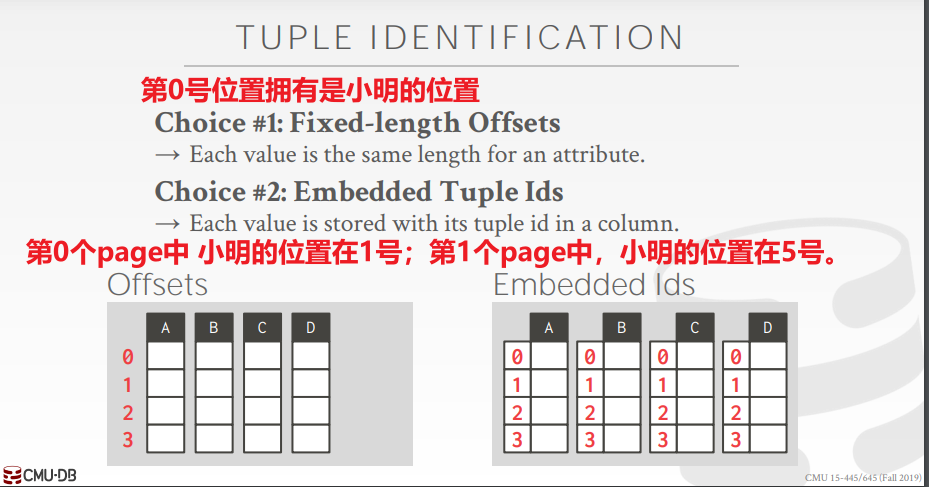 TUPLE IDENTIFICATION
第0号位置拥有是小明的位置
Choice #1: Fixed-length Offsets
→ Each value is the same length for an attribute.
Choice #2: Embedded Tuple Ids
→ Each value is stored with its tuple id in a column.
第0个page中 小明的位置在1号；第1个page中，小明的位置在5号。
Offsets
A B C D
0
1
2
3
Embedded Ids
A B C D
0 0 0 0
1 1 1 1
2 2 2 2
3 3 3 3
CMU·DB
CMU 15-445/645 (Fall 2019)